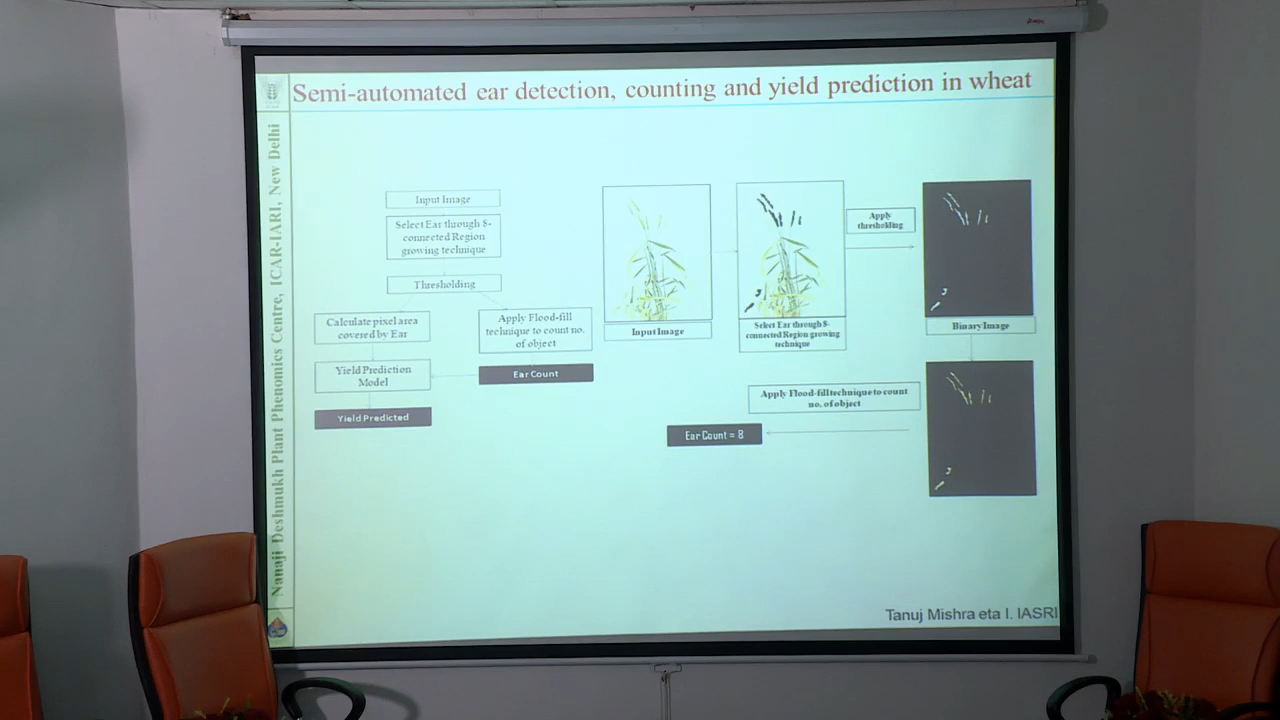 Semi-automated ear detection, counting and yield prediction in wheat
Nanaji Deshmukh Plant Phenomics Centre, ICAR-IARI, New Delhi
Input Image
Select Ear through 8-
connected Region
growing technique
Thresholding
Calculate pixel area
covered by Ear
Apply Flood-fill
technique to count no.
of object
Yield Prediction
Model
Ear Count
Yield Predicted
Input Image
Select Ear through 8-
connected Region growing
technique
Apply
thresholding
Binary Image
Apply Flood-fill technique to count
no. of object
Ear Count = 8
Tanuj Mishra eta l. IASRI